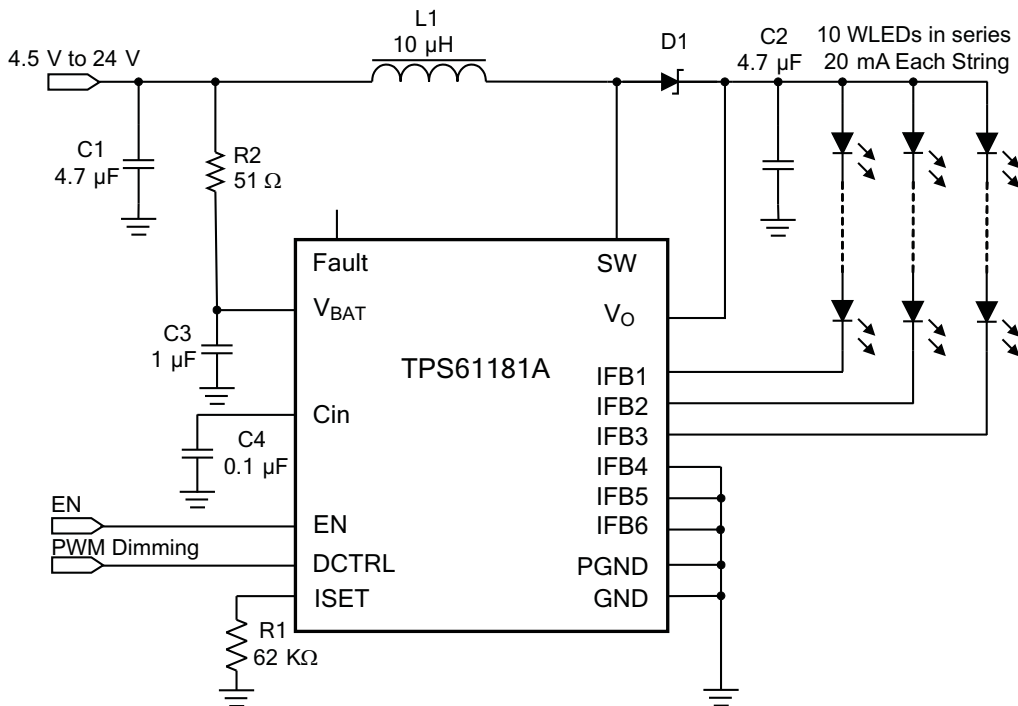 L1
10 µH
4.5 V to 24 V
D1
C2
4.7 µF
10 WLEDs in series
20 mA Each String
C1
4.7 µF
R2
51 Ω
Fault
SW
VBAT
VO
C3
1 µF
TPS61181A
IFB1
IFB2
Cin
IFB3
C4
0.1 µF
IFB4
IFB5
EN
EN
IFB6
PWM Dimming
DCTRL
PGND
ISET
GND
R1
62 KΩ